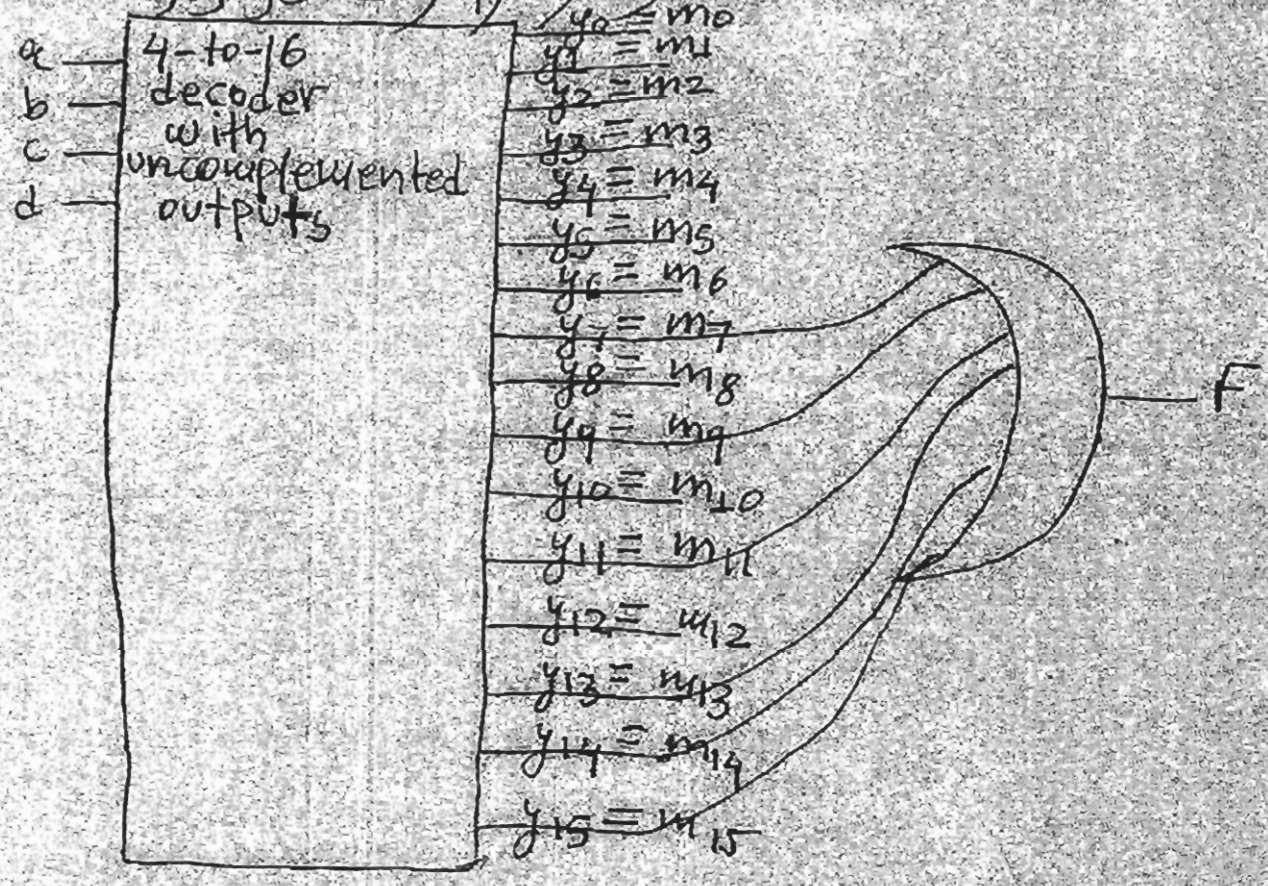 y0 = m0
a
4-to-16
y1 = m1
b
decoder
y2 = m2
with
y3 = m3
c
uncomplemented
y4 = m4
d
outputs
y5 = m5
y6 = m6
y7 = m7
y8 = m8
F
y9 = m9
y10 = m10
y11 = m11
y12 = m12
y13 = m13
y14 = m14
y15 = m15